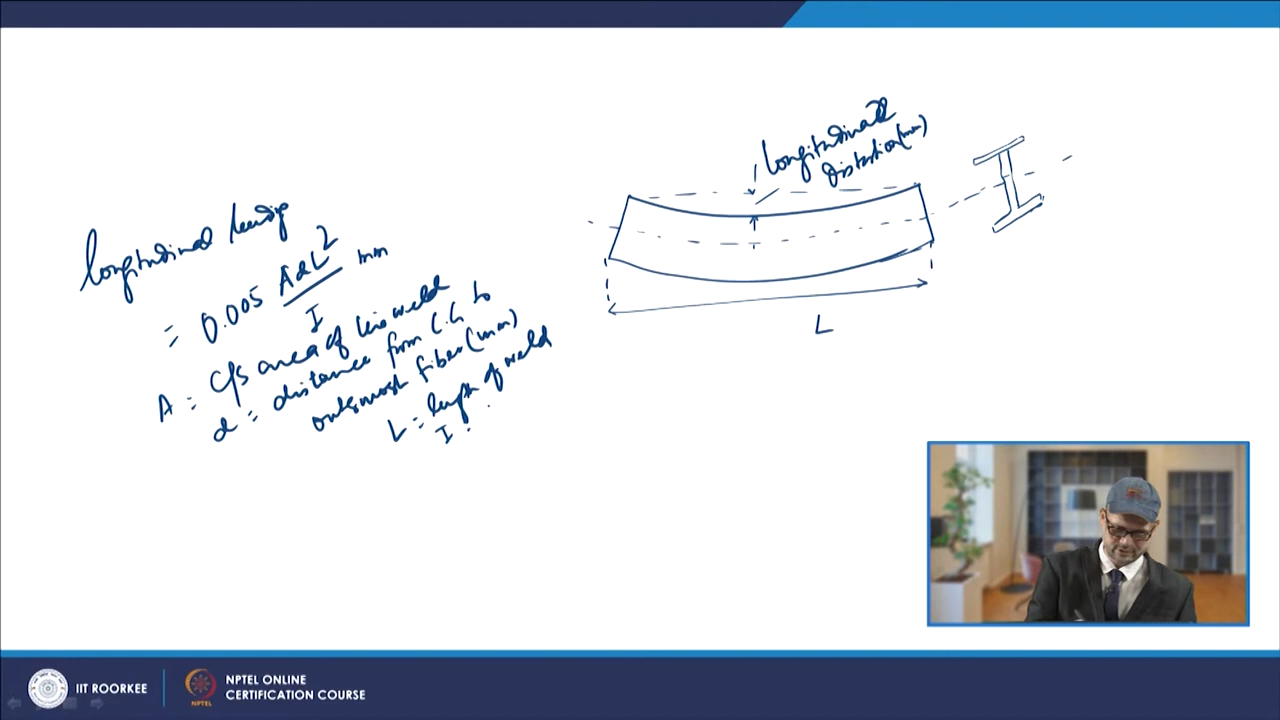 longitudinal bending
= 0.005 AdL² mm
I
A = C/s area of the weld
d = distance from C.G to
outermost fiber (mm)
L = length of weld
I =
longitudinal
Distortion (mm)
L
IIT ROORKEE
NPTEL ONLINE
CERTIFICATION COURSE
NPTEL